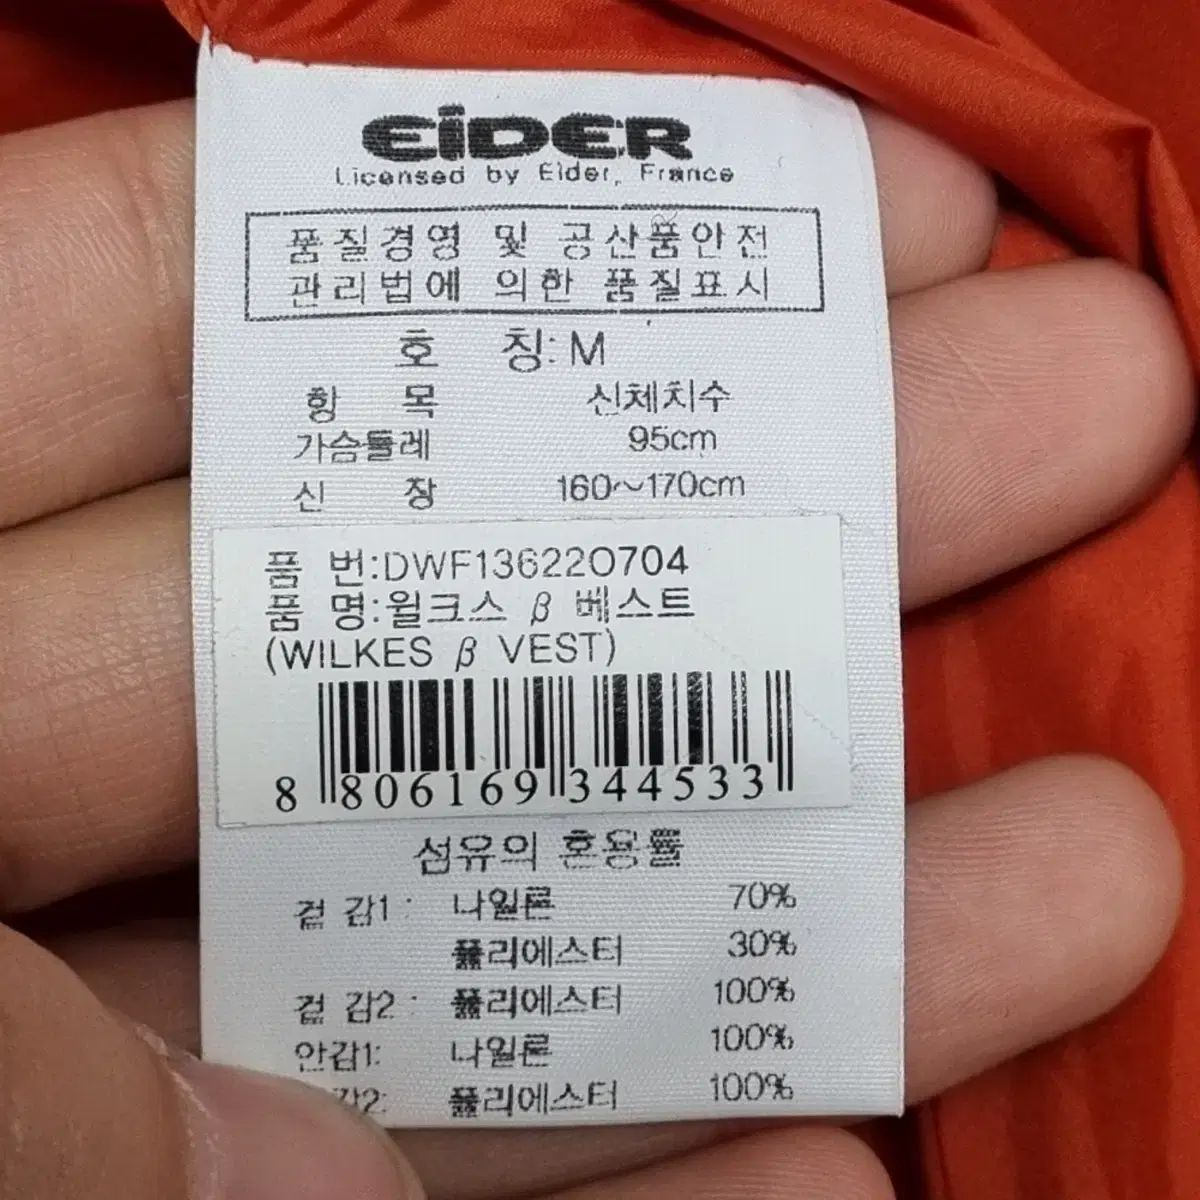 EiDER
Licensed by Eider, France
품질경영 및 공산품안전
관리법에 의한 품질표시
호 칭: M
항 목 신체치수
가슴둘레 95cm
신 장 160~170cm
품 번:DWF13622O704
품 명:윌크스 β 베스트
(WILKES β VEST)
8 806169 344533
섬유의 혼용률
겉 감1 : 나일론 70%
폴리에스터 30%
겉 감2 : 폴리에스터 100%
안감1: 나일론 100%
감2: 폴리에스터 100%